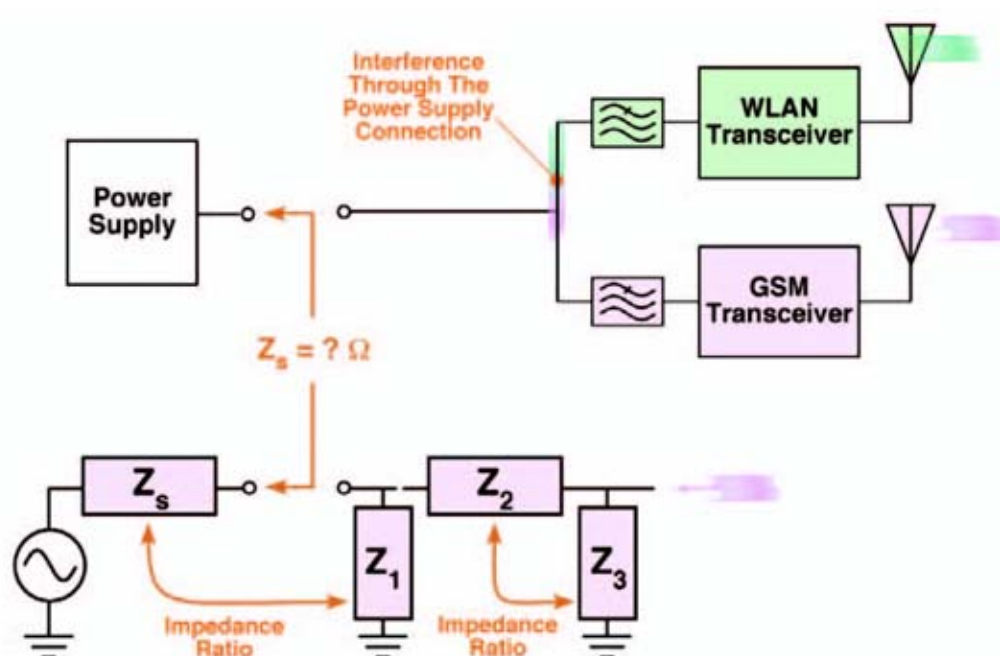 Interference
Through The
Power Supply
Connection
WLAN
Transceiver
Power
Supply
GSM
Transceiver
Zs = ? Ω
Zs
Z1
Z2
Z3
Impedance
Ratio
Impedance
Ratio